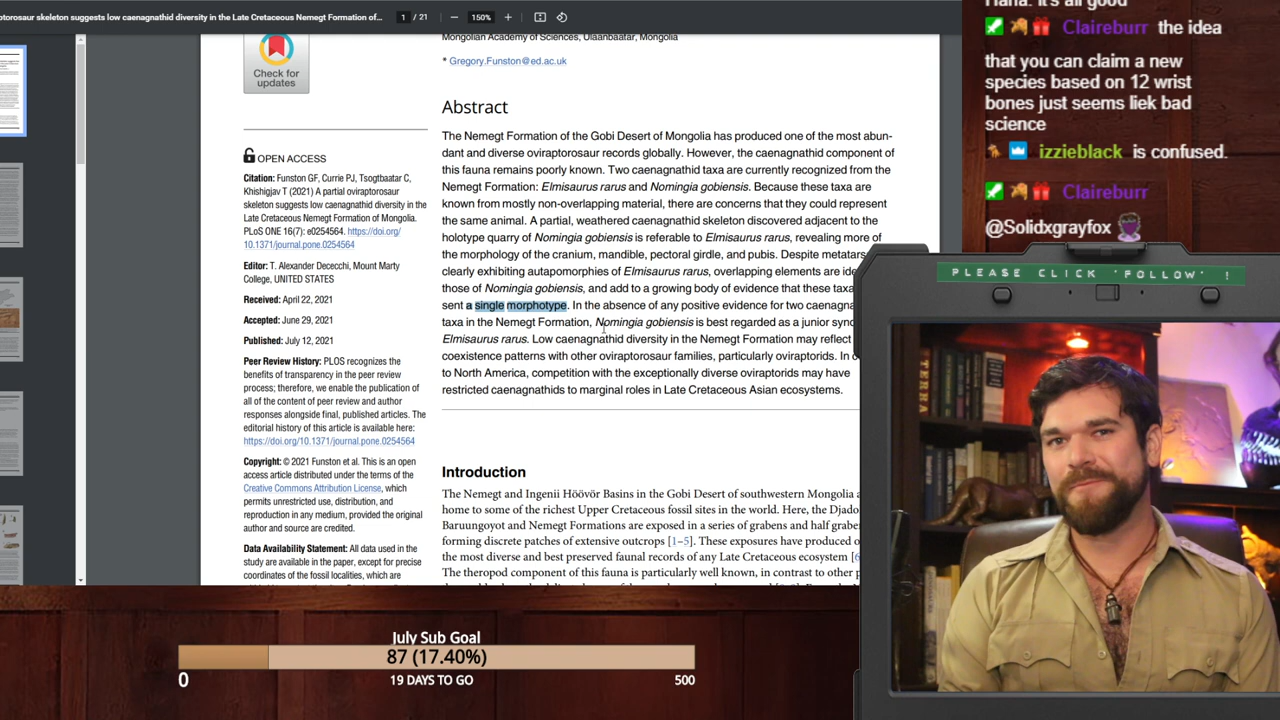 ptorosaur skeleton suggests low caenagnathid diversity in the Late Cretaceous Nemegt Formation of...
1 / 21
150%
Mongolian Academy of Sciences, Ulaanbaatar, Mongolia
* Gregory.Funston@ed.ac.uk
Check for
updates
OPEN ACCESS
Citation: Funston GF, Currie PJ, Tsogtbaatar C,
Khishigjav T (2021) A partial oviraptorosaur
skeleton suggests low caenagnathid diversity in the
Late Cretaceous Nemegt Formation of Mongolia.
PLoS ONE 16(7): e0254564. https://doi.org/
10.1371/journal.pone.0254564
Editor: T. Alexander Dececchi, Mount Marty
College, UNITED STATES
Received: April 22, 2021
Accepted: June 29, 2021
Published: July 12, 2021
Peer Review History: PLOS recognizes the
benefits of transparency in the peer review
process; therefore, we enable the publication of
all of the content of peer review and author
responses alongside final, published articles. The
editorial history of this article is available here:
https://doi.org/10.1371/journal.pone.0254564
Copyright: © 2021 Funston et al. This is an open
access article distributed under the terms of the
Creative Commons Attribution License, which
permits unrestricted use, distribution, and
reproduction in any medium, provided the original
author and source are credited.
Data Availability Statement: All data used in the
study are available in the paper, except for precise
coordinates of the fossil localities, which are
Abstract
The Nemegt Formation of the Gobi Desert of Mongolia has produced one of the most abun-
dant and diverse oviraptorosaur records globally. However, the caenagnathid component of
this fauna remains poorly known. Two caenagnathid taxa are currently recognized from the
Nemegt Formation: Elmisaurus rarus and Nomingia gobiensis. Because these taxa are
known from mostly non-overlapping material, there are concerns that they could represent
the same animal. A partial, weathered caenagnathid skeleton discovered adjacent to the
holotype quarry of Nomingia gobiensis is referable to Elmisaurus rarus, revealing more of
the morphology of the cranium, mandible, pectoral girdle, and pubis. Despite metatars
clearly exhibiting autapomorphies of Elmisaurus rarus, overlapping elements are ide
those of Nomingia gobiensis, and add to a growing body of evidence that these taxa
sent a single morphotype. In the absence of any positive evidence for two caenagna
taxa in the Nemegt Formation, Nomingia gobiensis is best regarded as a junior syno
Elmisaurus rarus. Low caenagnathid diversity in the Nemegt Formation may reflect
coexistence patterns with other oviraptorosaur families, particularly oviraptorids. In c
to North America, competition with the exceptionally diverse oviraptorids may have
restricted caenagnathids to marginal roles in Late Cretaceous Asian ecosystems.
Introduction
The Nemegt and Ingenii Höövör Basins in the Gobi Desert of southwestern Mongolia a
home to some of the richest Upper Cretaceous fossil sites in the world. Here, the Djado
Baruungoyot and Nemegt Formations are exposed in a series of grabens and half grabe
forming discrete patches of extensive outcrops [1–5]. These exposures have produced o
the most diverse and best preserved faunal records of any Late Cretaceous ecosystem [6
The theropod component of this fauna is particularly well known, in contrast to other p
Claireburr the idea
that you can claim a new
species based on 12 wrist
bones just seems liek bad
science
izzieblack is confused.
Claireburr
@Solidxgrayfox
PLEASE CLICK 'FOLLOW' !
TERRA
July Sub Goal
87 (17.40%)
0
19 DAYS TO GO
500